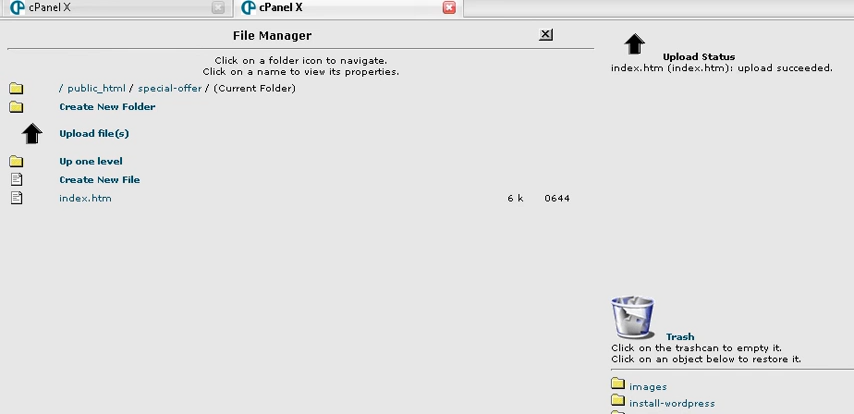 cPanel X
cPanel X
File Manager
Click on a folder icon to navigate.
Click on a name to view its properties.
/ public_html / special-offer / (Current Folder)
Create New Folder
Upload file(s)
Up one level
Create New File
index.htm 6 k 0644
Upload Status
index.htm (index.htm): upload succeeded.
Trash
Click on the trashcan to empty it.
Click on an object below to restore it.
images
install-wordpress